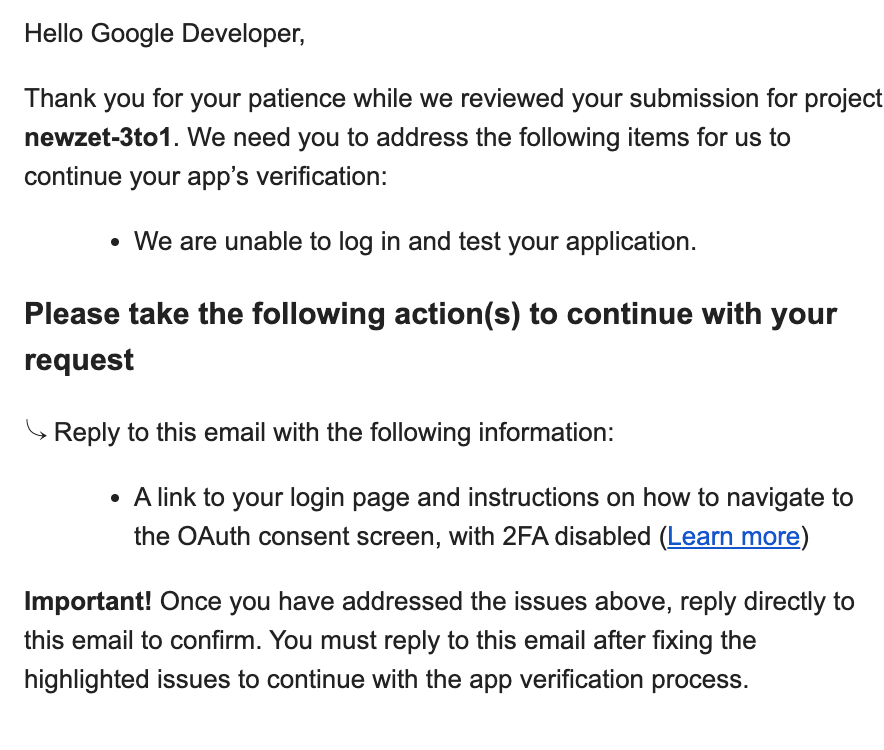 Hello Google Developer,
Thank you for your patience while we reviewed your submission for project
newzet-3to1. We need you to address the following items for us to
continue your app’s verification:
• We are unable to log in and test your application.
Please take the following action(s) to continue with your
request
⤷ Reply to this email with the following information:
• A link to your login page and instructions on how to navigate to
the OAuth consent screen, with 2FA disabled (Learn more)
Important! Once you have addressed the issues above, reply directly to
this email to confirm. You must reply to this email after fixing the
highlighted issues to continue with the app verification process.